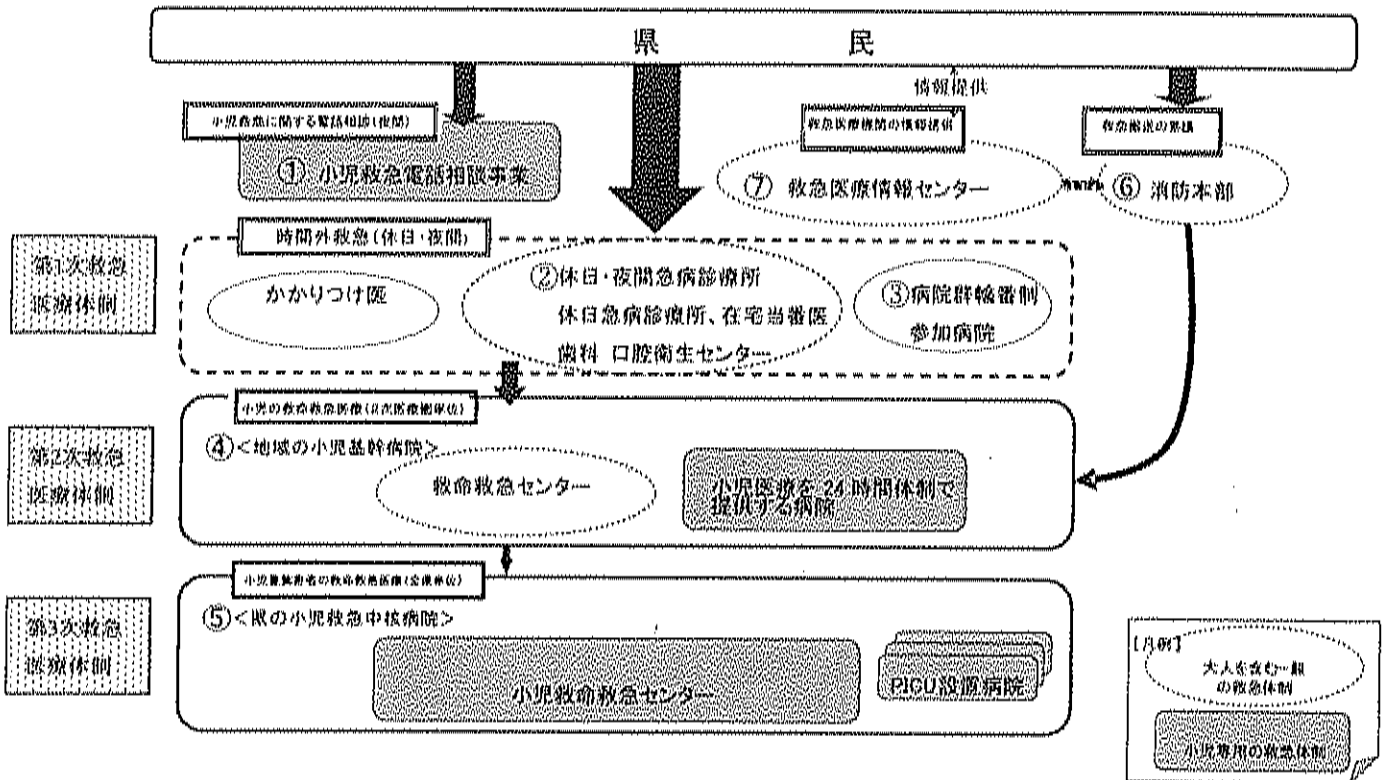 県民
情報提供
小児救急に関する電話相談(夜間)
① 小児救急電話相談事業
救急医療機関の情報提供
⑦ 救急医療情報センター
救急搬送の実施
⑥ 消防本部
第1次救急
医療体制
時間外救急(休日・夜間)
かかりつけ医
②休日・夜間急病診療所
休日急病診療所、在宅当番医
歯科 口腔衛生センター
③病院群輪番制
参加病院
第2次救急
医療体制
小児の救命救急医療(2次医療圏単位)
④<地域の小児基幹病院>
救命救急センター
小児医療を 24 時間体制で
提供する病院
第3次救急
医療体制
小児重篤患者の救命救急医療(全県単位)
⑤<県の小児救急中核病院>
小児救命救急センター
PICU設置病院
[凡例]
大人を含む一般
の救急体制
小児専用の救急体制